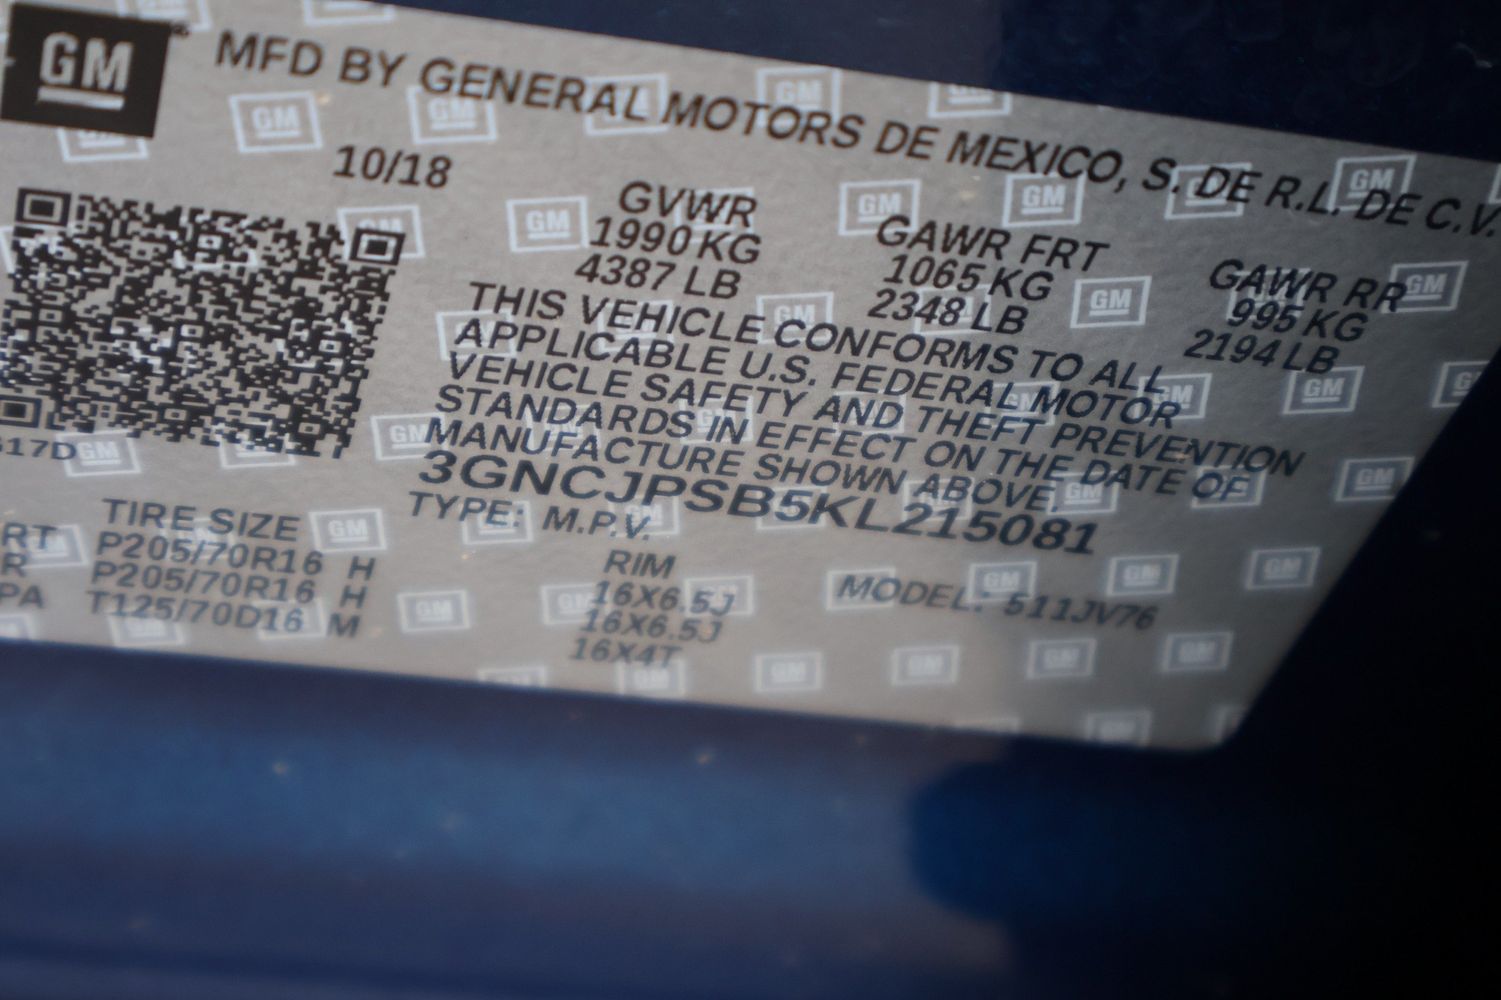 GM
MFD BY GENERAL MOTORS DE MEXICO, S. DE R.L. DE C.V.
10/18
GVWR
1990 KG
4387 LB
GAWR FRT
1065 KG
2348 LB
GAWR RR
995 KG
2194 LB
THIS VEHICLE CONFORMS TO ALL
APPLICABLE U.S. FEDERAL MOTOR
VEHICLE SAFETY AND THEFT PREVENTION
STANDARDS IN EFFECT ON THE DATE OF
MANUFACTURE SHOWN ABOVE.
3GNCJPSB5KL215081
TYPE: M.P.V.
MODEL: 511JV76
17D
TIRE SIZE
RIM
RT P205/70R16 H 16X6.5J
R P205/70R16 H 16X6.5J
PA T125/70D16 M 16X4T